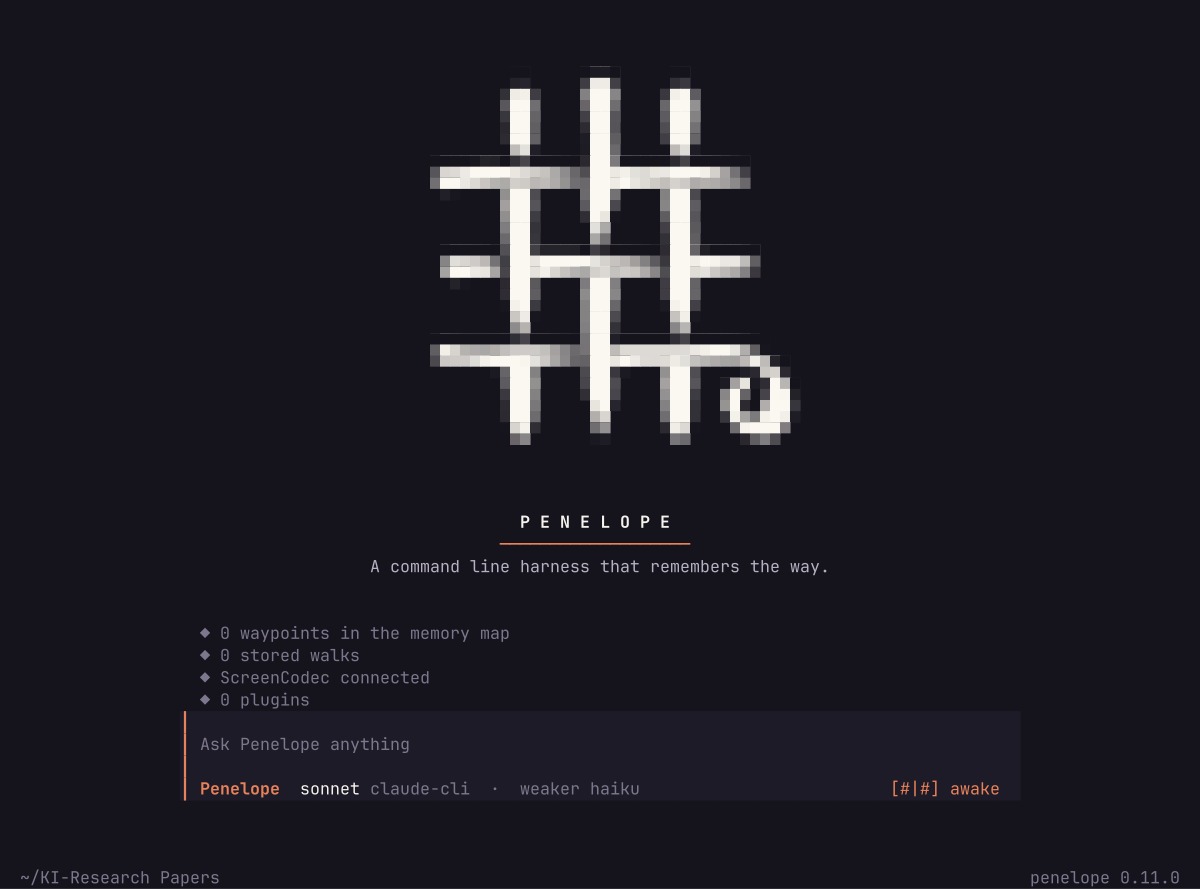 P E N E L O P E
A command line harness that remembers the way.
◆ 0 waypoints in the memory map
◆ 0 stored walks
◆ ScreenCodec connected
◆ 0 plugins
Ask Penelope anything
Penelope sonnet claude-cli · weaker haiku [#|#] awake
~/KI-Research Papers penelope 0.11.0